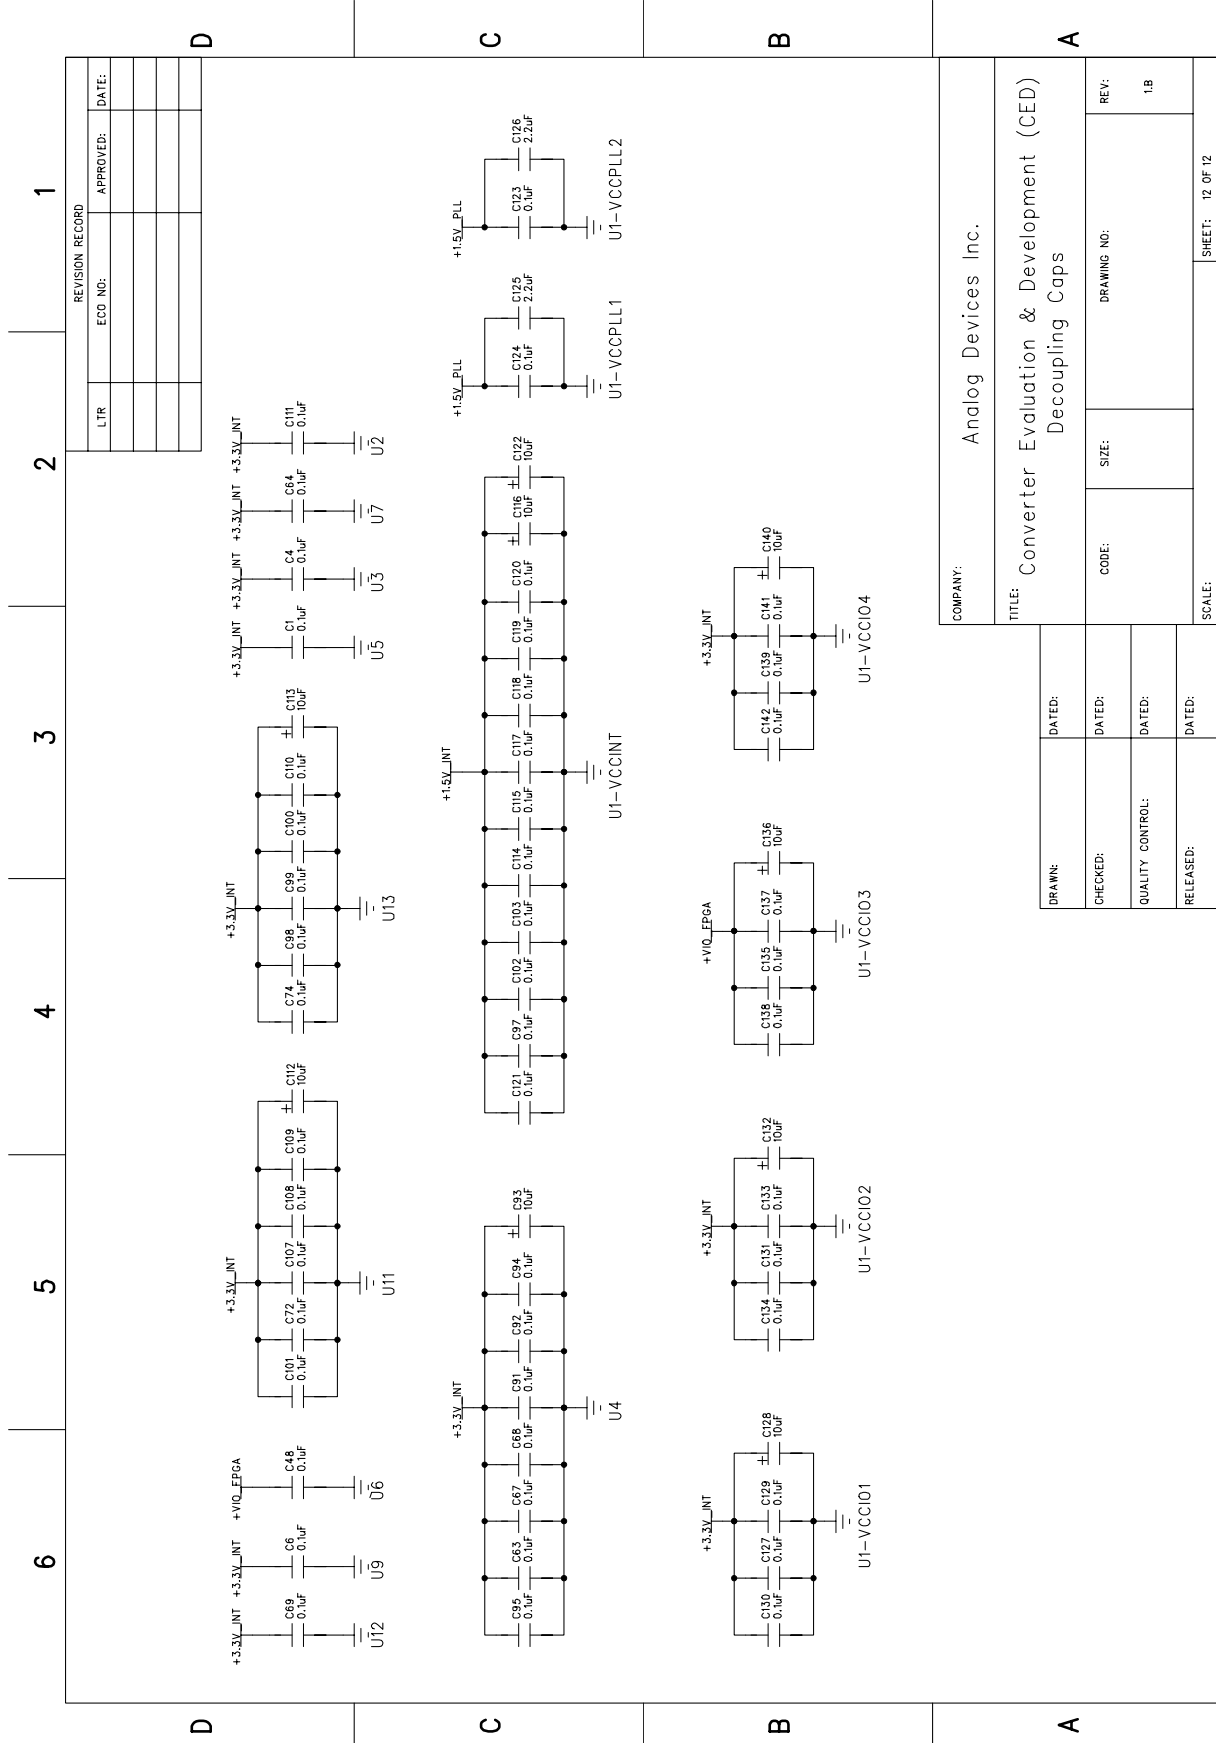 6
5
4
3
2
1
D
D
REVISION RECORD
LTR
ECO NO:
APPROVED:
DATE:
+3.3V_INT
C69
0.1uF
U12
+3.3V_INT
C6
0.1uF
U9
+VIO_FPGA
C48
0.1uF
U6
+3.3V_INT
C101
0.1uF
C72
0.1uF
C107
0.1uF
C108
0.1uF
C109
0.1uF
C112
10uF
U11
+3.3V_INT
C74
0.1uF
C98
0.1uF
C99
0.1uF
C100
0.1uF
C110
0.1uF
C113
10uF
U13
+3.3V_INT
C1
0.1uF
U5
+3.3V_INT
C4
0.1uF
U3
+3.3V_INT
C64
0.1uF
U7
+3.3V_INT
C111
0.1uF
U2
C
C
+3.3V_INT
C95
0.1uF
C63
0.1uF
C67
0.1uF
C68
0.1uF
C91
0.1uF
C92
0.1uF
C94
0.1uF
C93
10uF
U4
+1.5V_INT
C121
0.1uF
C97
0.1uF
C102
0.1uF
C103
0.1uF
C114
0.1uF
C115
0.1uF
C117
0.1uF
C118
0.1uF
C119
0.1uF
C120
0.1uF
C116
10uF
C122
10uF
U1-VCCINT
+1.5V_PLL
C124
0.1uF
C125
2.2uF
U1-VCCPLL1
+1.5V_PLL
C123
0.1uF
C126
2.2uF
U1-VCCPLL2
B
B
+3.3V_INT
C130
0.1uF
C127
0.1uF
C129
0.1uF
C128
10uF
U1-VCCIO1
+3.3V_INT
C134
0.1uF
C131
0.1uF
C133
0.1uF
C132
10uF
U1-VCCIO2
+VIO_FPGA
C138
0.1uF
C135
0.1uF
C137
0.1uF
C136
10uF
U1-VCCIO3
+3.3V_INT
C142
0.1uF
C139
0.1uF
C141
0.1uF
C140
10uF
U1-VCCIO4
A
A
COMPANY:
Analog Devices Inc.
TITLE:
Converter Evaluation & Development (CED)
Decoupling Caps
DRAWN:
DATED:
CHECKED:
DATED:
QUALITY CONTROL:
DATED:
RELEASED:
DATED:
CODE:
SIZE:
DRAWING NO:
REV:
1.B
SCALE:
SHEET: 12 OF 12